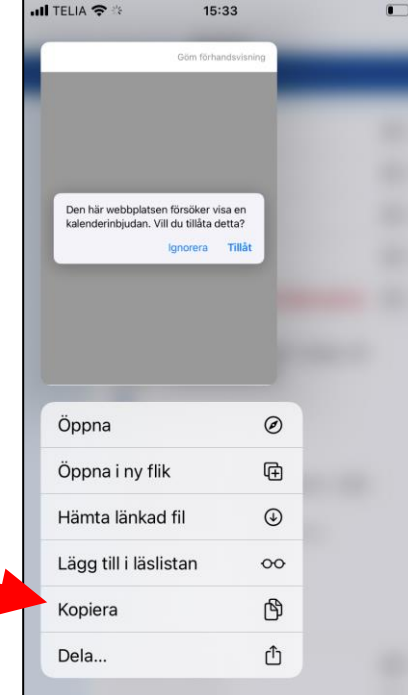 TELIA
15:33
Göm förhandsvisning
Den här webbplatsen försöker visa en
kalenderinbjudan. Vill du tillåta detta?
Ignorera Tillåt
Öppna
Öppna i ny flik
Hämta länkad fil
Lägg till i läslistan
Kopiera
Dela...